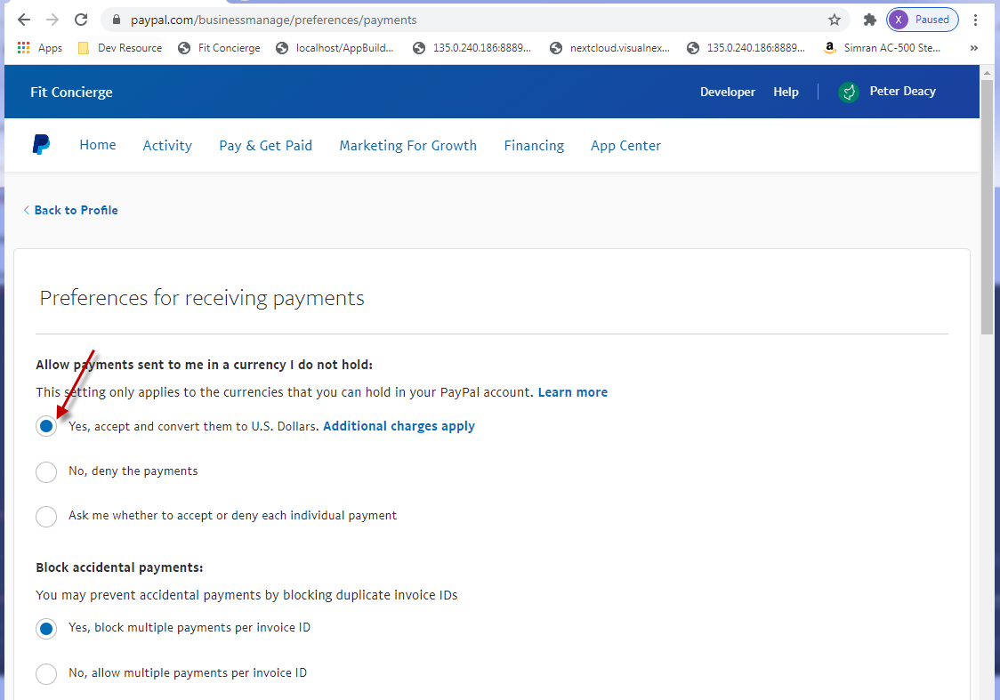 paypal.com/businessmanage/preferences/payments
X Paused
Apps Dev Resource Fit Concierge localhost/AppBuild... 135.0.240.186:8889... nextcloud.visualnex... 135.0.240.186:8889... Simran AC-500 Ste... »
Fit Concierge Developer Help Peter Deacy
Home Activity Pay & Get Paid Marketing For Growth Financing App Center
Back to Profile
Preferences for receiving payments
Allow payments sent to me in a currency I do not hold:
This setting only applies to the currencies that you can hold in your PayPal account. Learn more
Yes, accept and convert them to U.S. Dollars. Additional charges apply
No, deny the payments
Ask me whether to accept or deny each individual payment
Block accidental payments:
You may prevent accidental payments by blocking duplicate invoice IDs
Yes, block multiple payments per invoice ID
No, allow multiple payments per invoice ID